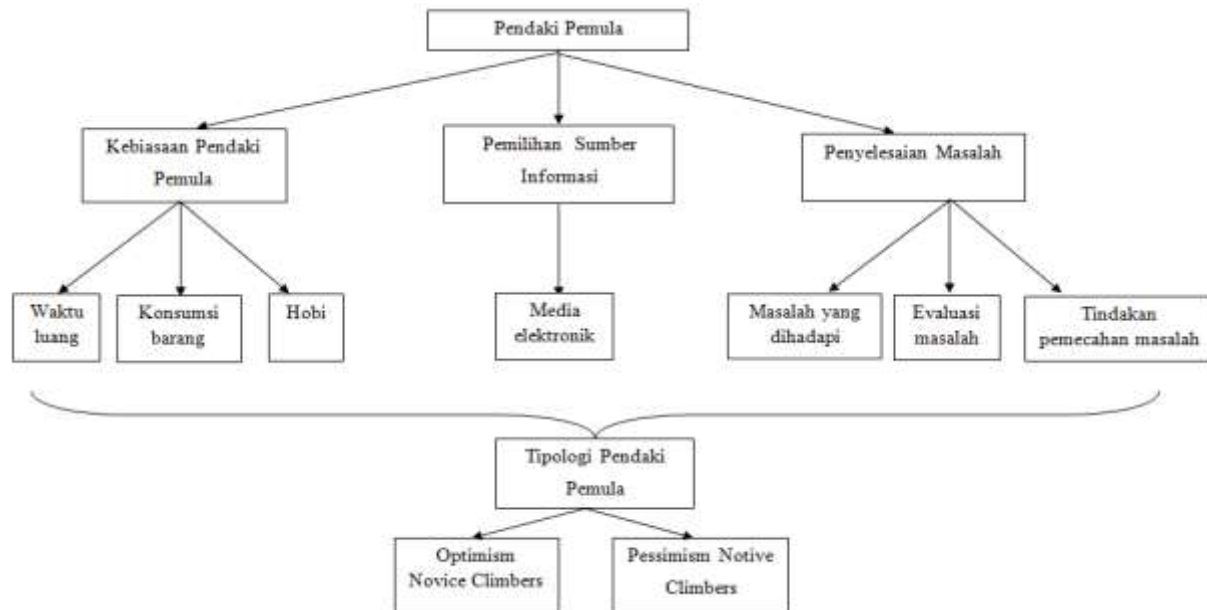 Pendaki Pemula
Kebiasaan Pendaki
Pemula
Pemilihan Sumber
Informasi
Penyelesaian Masalah
Waktu
luang
Konsumsi
barang
Hobi
Media
elektronik
Masalah yang
dihadapi
Evaluasi
masalah
Tindakan
pemecahan masalah
Tipologi Pendaki
Pemula
Optimism
Novice Climbers
Pessimism Notive
Climbers